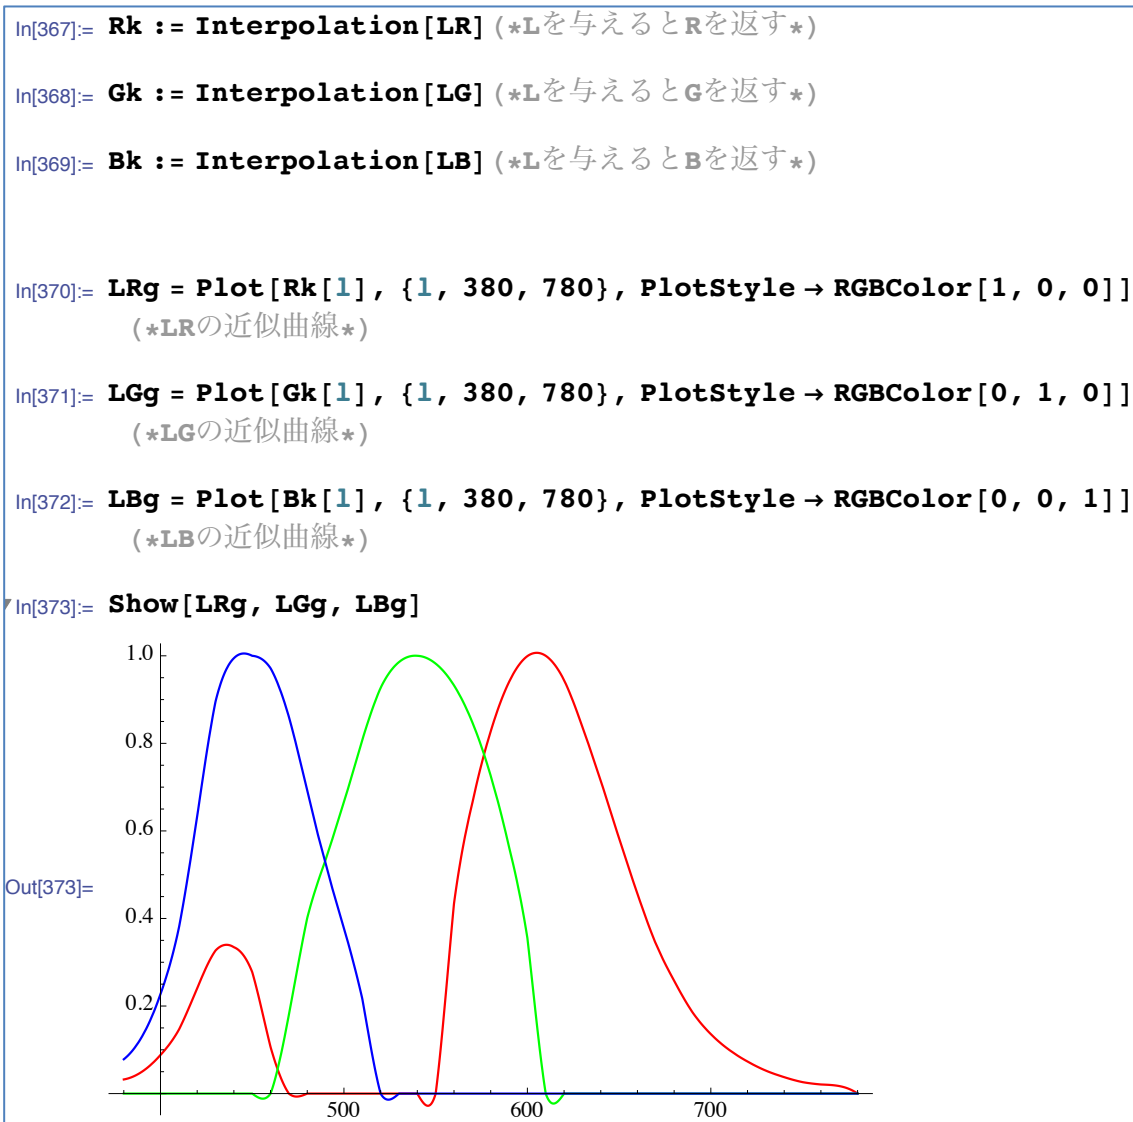 In[367]:= Rk := Interpolation[LR] (*Lを与えるとRを返す*)
In[368]:= Gk := Interpolation[LG] (*Lを与えるとGを返す*)
In[369]:= Bk := Interpolation[LB] (*Lを与えるとBを返す*)
In[370]:= LRg = Plot[Rk[l], {l, 380, 780}, PlotStyle → RGBColor[1, 0, 0]]
(*LRの近似曲線*)
In[371]:= LGg = Plot[Gk[l], {l, 380, 780}, PlotStyle → RGBColor[0, 1, 0]]
(*LGの近似曲線*)
In[372]:= LBg = Plot[Bk[l], {l, 380, 780}, PlotStyle → RGBColor[0, 0, 1]]
(*LBの近似曲線*)
In[373]:= Show[LRg, LGg, LBg]
1.0
0.8
0.6
Out[373]=
0.4
0.2
500 600 700